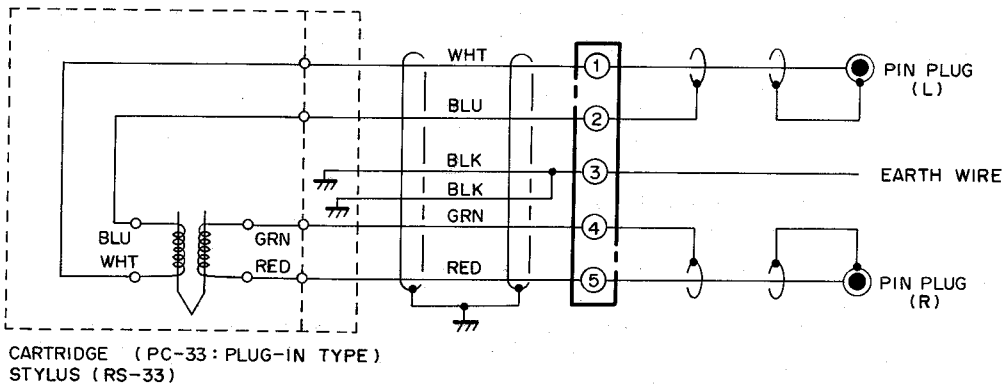 WHT
1
PIN PLUG
(L)
BLU
2
BLK
3
EARTH WIRE
BLK
GRN
4
BLU
GRN
WHT
RED
RED
5
PIN PLUG
(R)
CARTRIDGE (PC-33 : PLUG-IN TYPE)
STYLUS (RS-33)